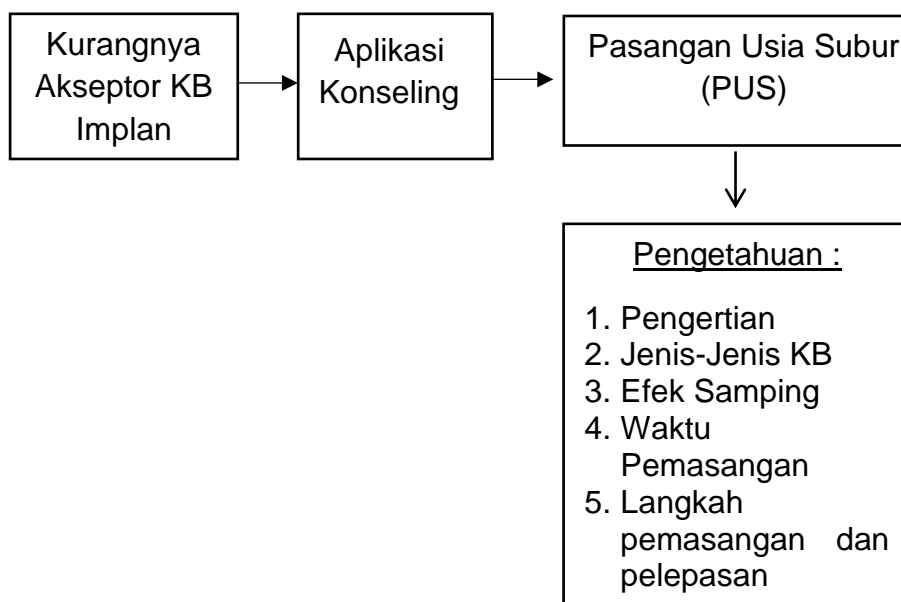 Kurangnya
Akseptor KB
Implan
Aplikasi
Konseling
Pasangan Usia Subur
(PUS)
Pengetahuan :
1. Pengertian
2. Jenis-Jenis KB
3. Efek Samping
4. Waktu
Pemasangan
5. Langkah
pemasangan dan
pelepasan